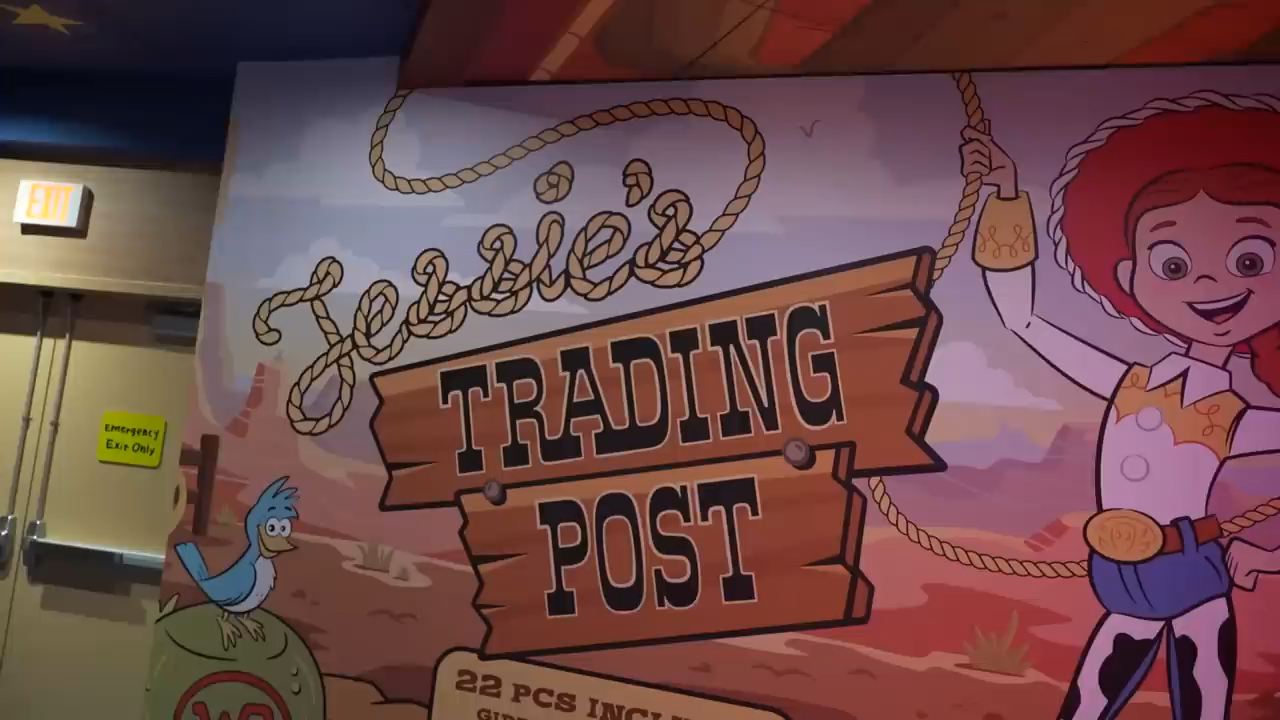 EXIT
Jessie's
TRADING
POST
Emergency
Exit Only
22 PCS